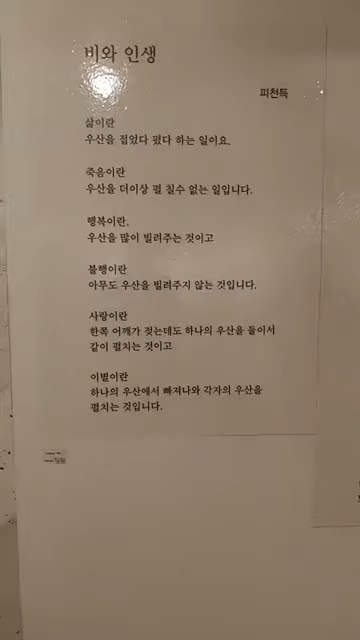 비와 인생
피천득
삶이란
우산을 접었다 폈다 하는 일이요.
죽음이란
우산을 더이상 펼 칠수 없는 일입니다.
행복이란,
우산을 많이 빌려주는 것이고
불행이란
아무도 우산을 빌려주지 않는 것입니다.
사랑이란
한쪽 어깨가 젖는데도 하나의 우산을 둘이서
같이 펼치는 것이고
이별이란
하나의 우산에서 빠져나와 각자의 우산을
펼치는 것입니다.